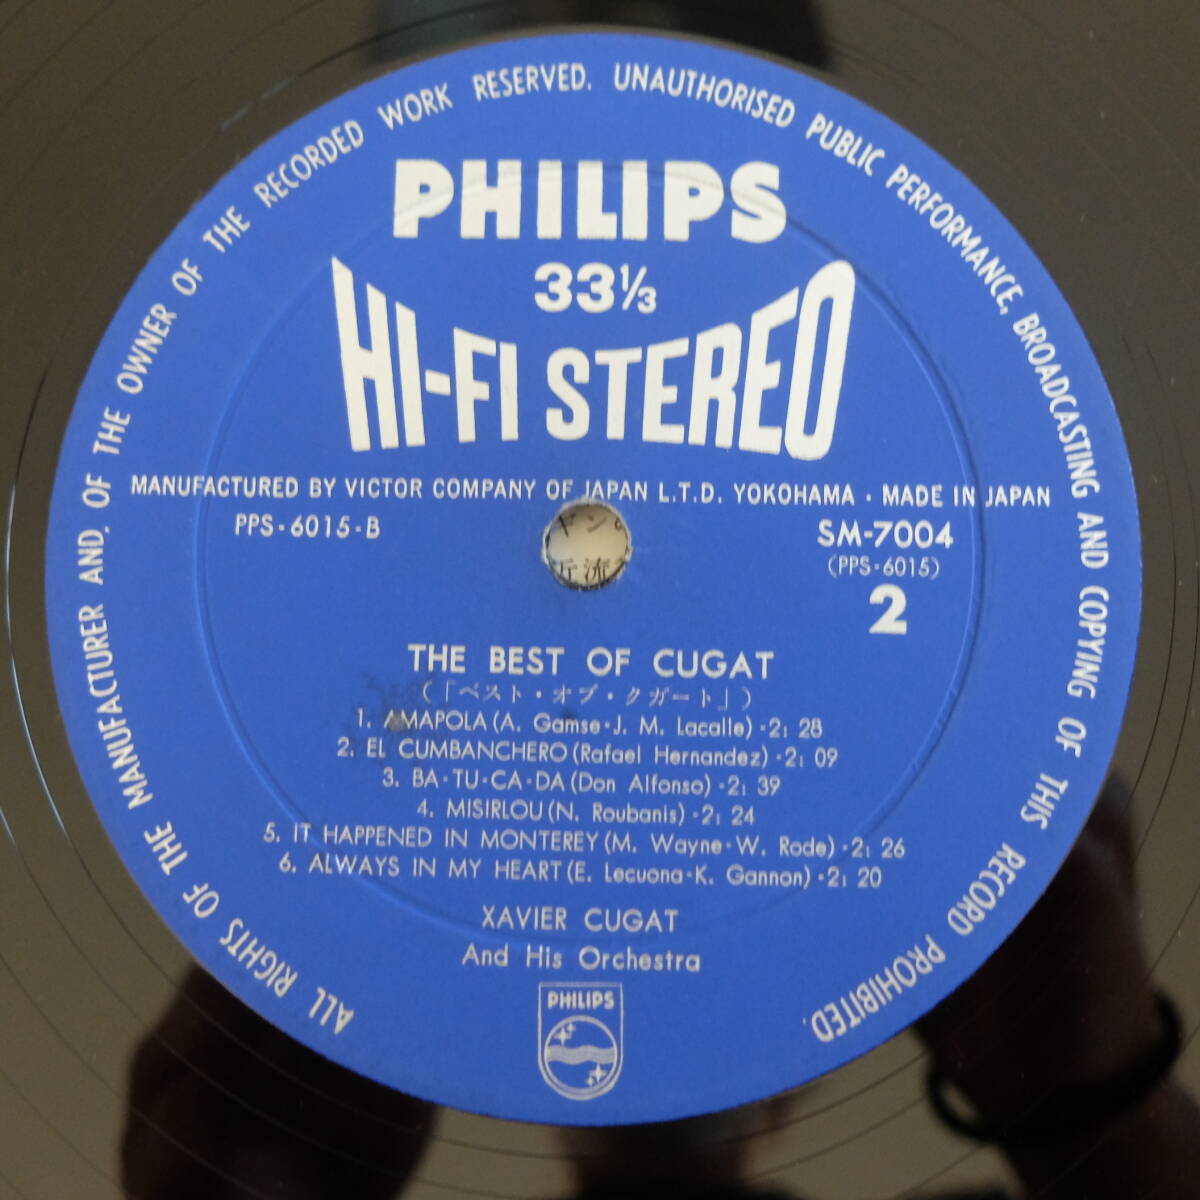 ALL RIGHTS OF THE MANUFACTURER AND. OF THE OWNER OF THE RECORDED WORK RESERVED. UNAUTHORISED PUBLIC PERFORMANCE, BROADCASTING AND COPYING OF THIS RECORD PROHIBITED.
PHILIPS
33⅓
HI-FI STEREO
MANUFACTURED BY VICTOR COMPANY OF JAPAN L.T.D. YOKOHAMA · MADE IN JAPAN
PPS-6015-B
SM-7004
(PPS-6015)
2
THE BEST OF CUGAT
(「ベスト・オブ・クガート」)
1. AMAPOLA (A. Gamse-J. M. Lacalle) -2: 28
2. EL CUMBANCHERO (Rafael Hernandez) -2: 09
3. BA-TU-CA-DA (Don Alfonso) -2: 39
4. MISIRLOU (N. Roubanis) -2: 24
5. IT HAPPENED IN MONTEREY (M. Wayne-W. Rode) -2: 26
6. ALWAYS IN MY HEART (E. Lecuona-K. Gannon) -2: 20
XAVIER CUGAT
And His Orchestra
PHILIPS